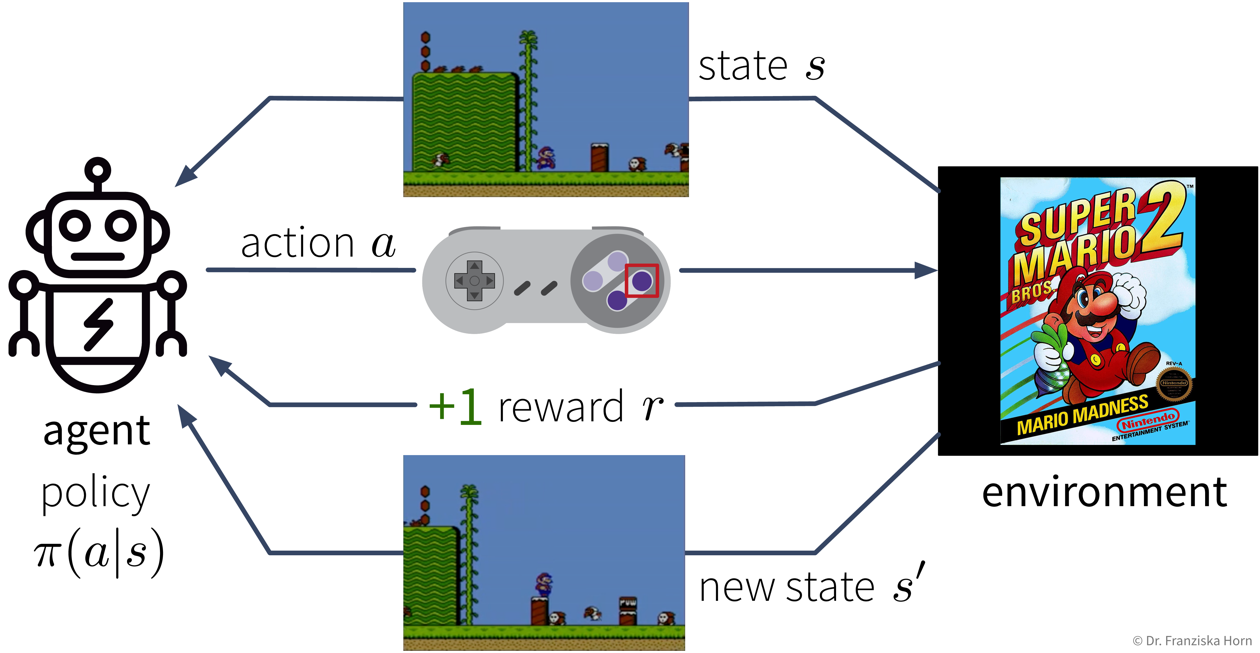 state s
action a
+1 reward r
agent
policy
π(a|s)
SUPER
MARIO
BROS.
2
TM
REV-A
MARIO MADNESS
Nintendo
ENTERTAINMENT SYSTEM
environment
new state s′
© Dr. Franziska Horn